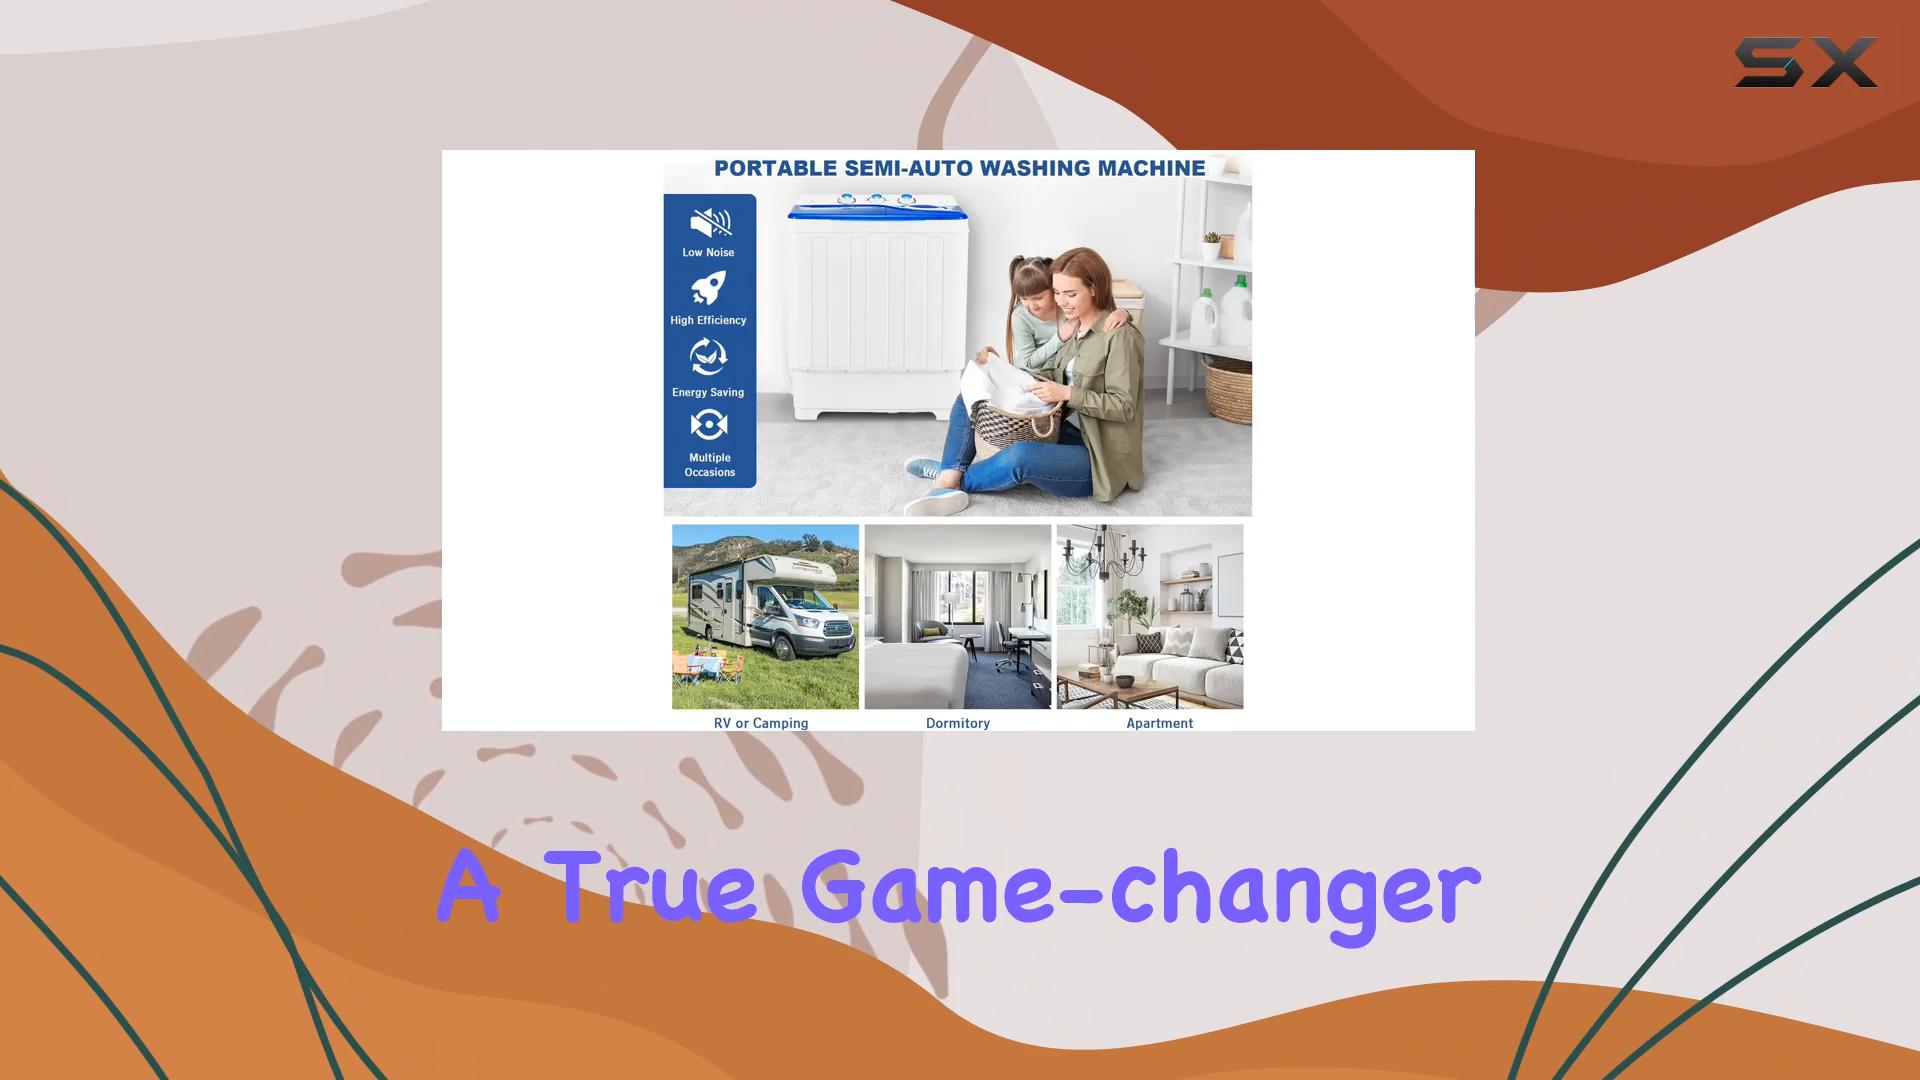 SX
PORTABLE SEMI-AUTO WASHING MACHINE
Low Noise
High Efficiency
Energy Saving
Multiple
Occasions
RV or Camping
Dormitory
Apartment
A True Game-changer